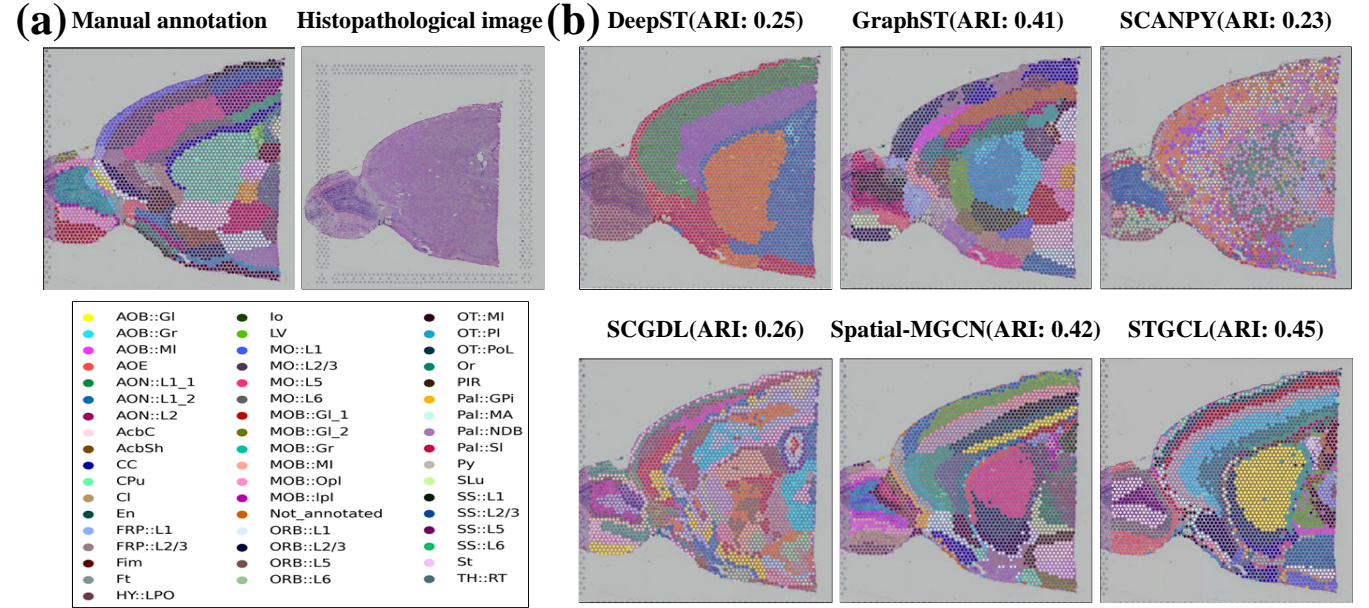 (a) Manual annotation Histopathological image
(b) DeepST(ARI: 0.25) GraphST(ARI: 0.41) SCANPY(ARI: 0.23)
SCGDL(ARI: 0.26) Spatial-MGCN(ARI: 0.42) STGCL(ARI: 0.45)
AOB::Gl
AOB::Gr
AOB::Ml
AOE
AON::L1_1
AON::L1_2
AON::L2
AcbC
AcbSh
CC
CPu
Cl
En
FRP::L1
FRP::L2/3
Fim
Ft
HY::LPO
Io
LV
MO::L1
MO::L2/3
MO::L5
MO::L6
MOB::Gl_1
MOB::Gl_2
MOB::Gr
MOB::MI
MOB::Opl
MOB::lpl
Not_annotated
ORB::L1
ORB::L2/3
ORB::L5
ORB::L6
OT::Ml
OT::Pl
OT::PoL
Or
PIR
Pal::GPi
Pal::MA
Pal::NDB
Pal::SI
Py
SLu
SS::L1
SS::L2/3
SS::L5
SS::L6
St
TH::RT